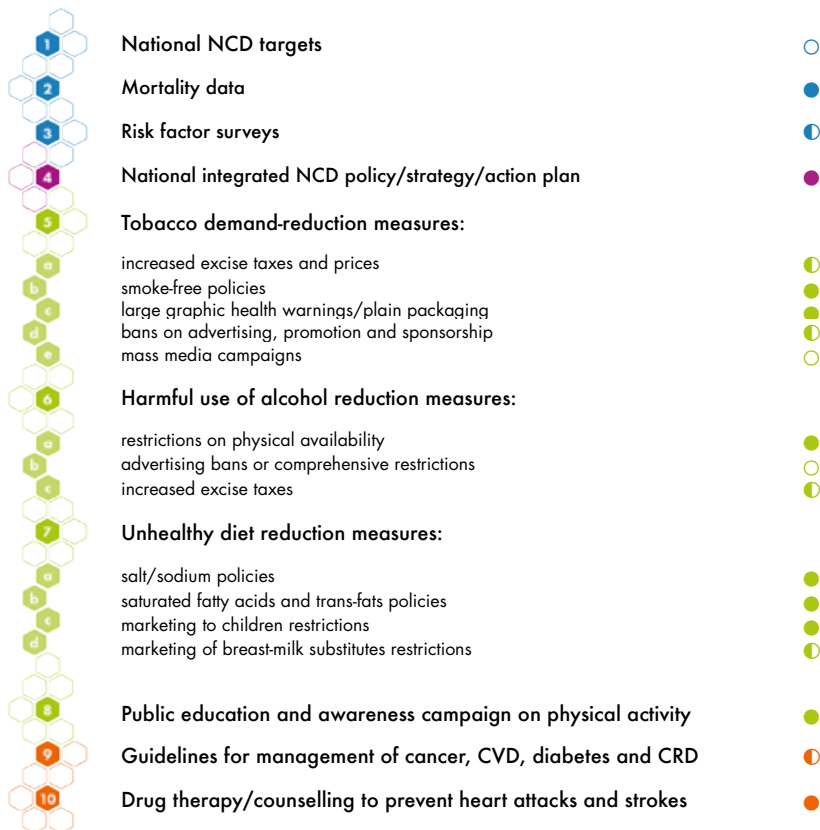 1 National NCD targets
2 Mortality data
3 Risk factor surveys
4 National integrated NCD policy/strategy/action plan
5 Tobacco demand-reduction measures:
a increased excise taxes and prices
b smoke-free policies
c large graphic health warnings/plain packaging
d bans on advertising, promotion and sponsorship
e mass media campaigns
6 Harmful use of alcohol reduction measures:
a restrictions on physical availability
b advertising bans or comprehensive restrictions
c increased excise taxes
7 Unhealthy diet reduction measures:
a salt/sodium policies
b saturated fatty acids and trans-fats policies
c marketing to children restrictions
d marketing of breast-milk substitutes restrictions
8 Public education and awareness campaign on physical activity
9 Guidelines for management of cancer, CVD, diabetes and CRD
10 Drug therapy/counselling to prevent heart attacks and strokes